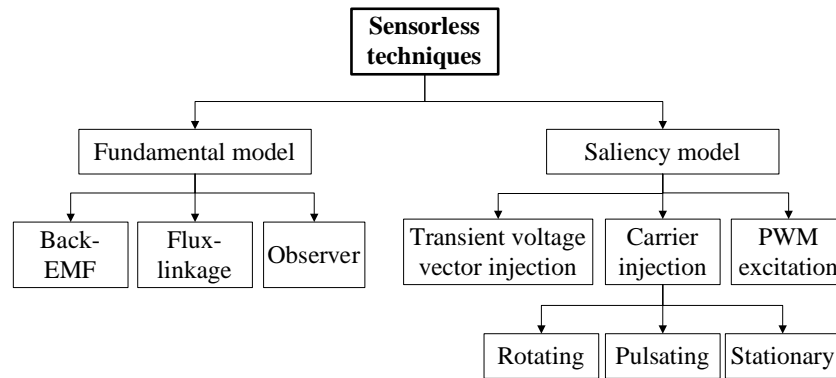 Sensorless
techniques
Fundamental model
Saliency model
Back-
EMF
Flux-
linkage
Observer
Transient voltage
vector injection
Carrier
injection
PWM
excitation
Rotating
Pulsating
Stationary